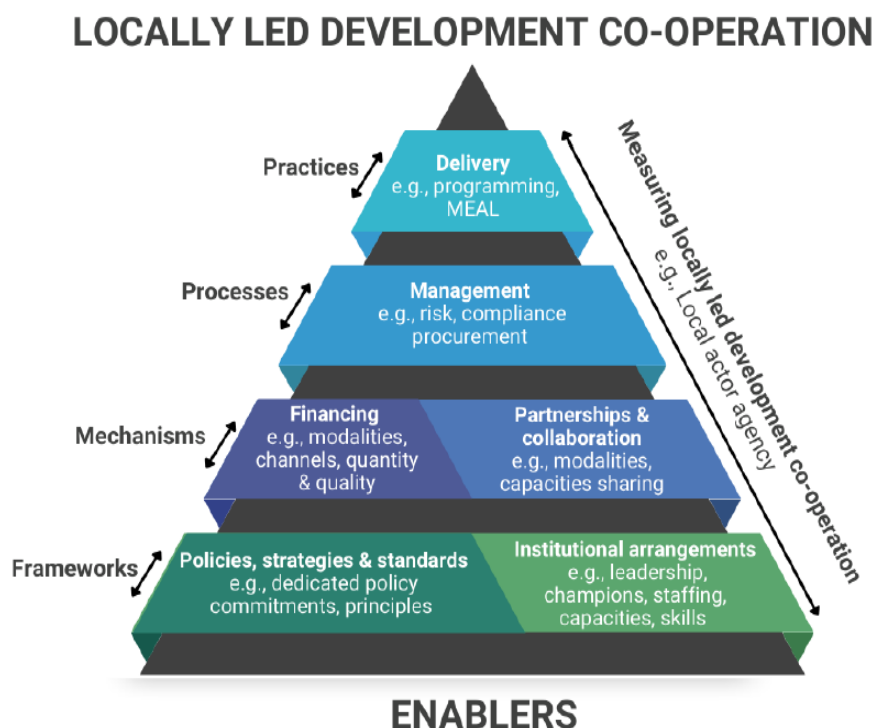 LOCALLY LED DEVELOPMENT CO-OPERATION
Practices
Delivery
e.g., programming,
MEAL
Processes
Management
e.g., risk, compliance
procurement
Mechanisms
Financing
e.g., modalities,
channels, quantity
& quality
Partnerships &
collaboration
e.g., modalities,
capacities sharing
Frameworks
Policies, strategies & standards
e.g., dedicated policy
commitments, principles
Institutional arrangements
e.g., leadership,
champions, staffing,
capacities, skills
Measuring locally led development co-operation
e.g., Local actor agency
ENABLERS